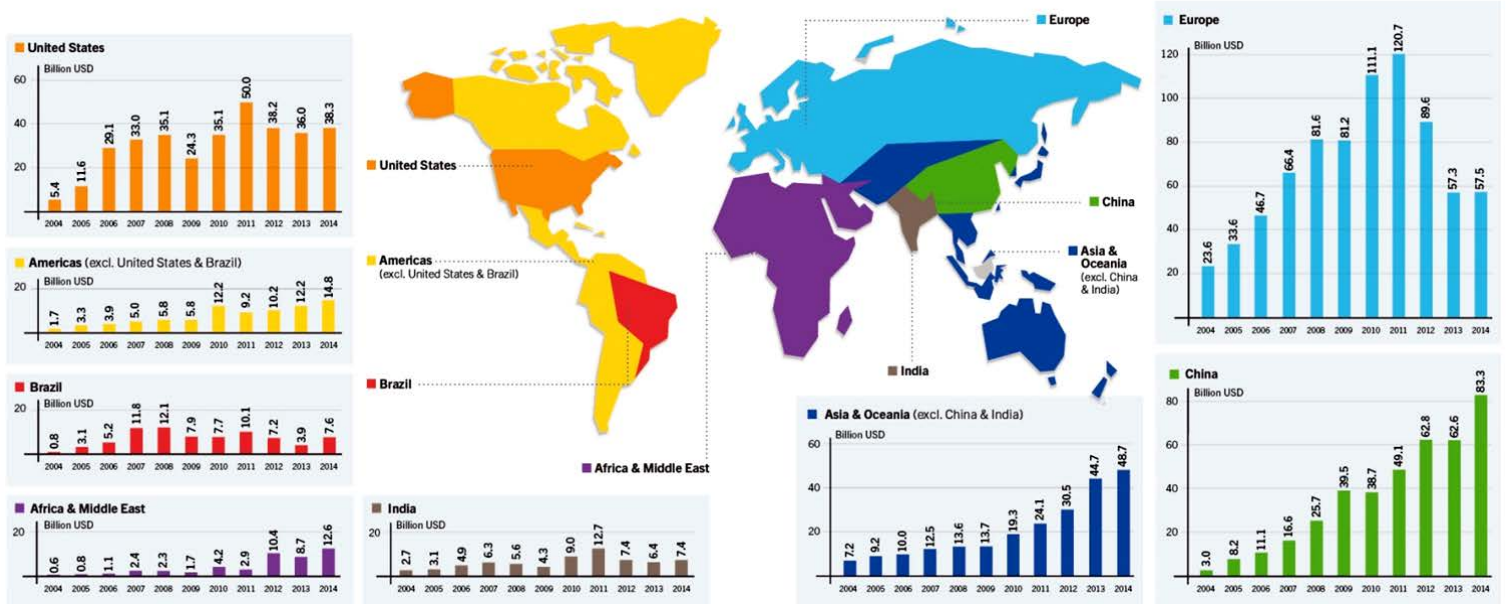 United States
Billion USD
60
40
20
5.4 11.6 29.1 33.0 35.1 24.3 35.1 50.0 38.2 36.0 38.3
2004 2005 2006 2007 2008 2009 2010 2011 2012 2013 2014
Americas (excl. United States & Brazil)
Billion USD
20
1.7 3.3 3.9 5.0 5.8 5.8 12.2 9.2 10.2 12.2 14.8
2004 2005 2006 2007 2008 2009 2010 2011 2012 2013 2014
Brazil
Billion USD
20
0.8 3.1 5.2 11.8 12.1 7.9 7.7 10.1 7.2 3.9 7.6
2004 2005 2006 2007 2008 2009 2010 2011 2012 2013 2014
Africa & Middle East
Billion USD
20
0.6 0.8 1.1 2.4 2.3 1.7 4.2 2.9 10.4 8.7 12.6
2004 2005 2006 2007 2008 2009 2010 2011 2012 2013 2014
Europe
United States
China
Americas
(excl. United States & Brazil)
Asia &
Oceania
(excl. China
& India)
India
Brazil
Africa & Middle East
India
Billion USD
20
2.7 3.1 4.9 6.3 5.6 4.3 9.0 12.7 7.4 6.4 7.4
2004 2005 2006 2007 2008 2009 2010 2011 2012 2013 2014
Asia & Oceania (excl. China & India)
Billion USD
60
40
20
7.2 9.2 10.0 12.5 13.6 13.7 19.3 24.1 30.5 44.7 48.7
2004 2005 2006 2007 2008 2009 2010 2011 2012 2013 2014
Europe
Billion USD
120
100
80
60
40
20
23.6 33.6 46.7 66.4 81.6 81.2 111.1 120.7 89.6 57.3 57.5
2004 2005 2006 2007 2008 2009 2010 2011 2012 2013 2014
China
Billion USD
80
60
40
20
3.0 8.2 11.1 16.6 25.7 39.5 38.7 49.1 62.8 62.6 83.3
2004 2005 2006 2007 2008 2009 2010 2011 2012 2013 2014